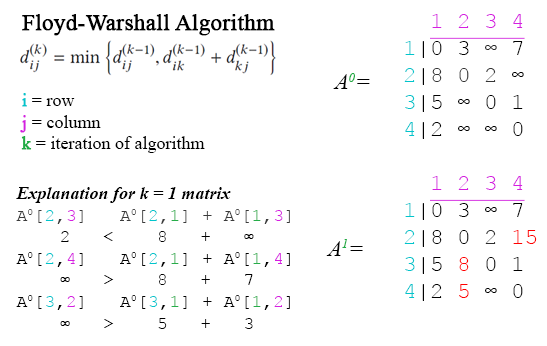 Floyd-Warshall Algorithm
d_ij^(k) = min {d_ij^(k−1), d_ik^(k−1) + d_kj^(k−1)}
i = row
j = column
k = iteration of algorithm
1 2 3 4
1|0 3 ∞ 7
A⁰= 2|8 0 2 ∞
3|5 ∞ 0 1
4|2 ∞ ∞ 0
Explanation for k = 1 matrix
A⁰[2,3] A⁰[2,1] + A⁰[1,3]
2 < 8 + ∞
A⁰[2,4] A⁰[2,1] + A⁰[1,4]
∞ > 8 + 7
A⁰[3,2] A⁰[3,1] + A⁰[1,2]
∞ > 5 + 3
1 2 3 4
1|0 3 ∞ 7
A¹= 2|8 0 2 15
3|5 8 0 1
4|2 5 ∞ 0